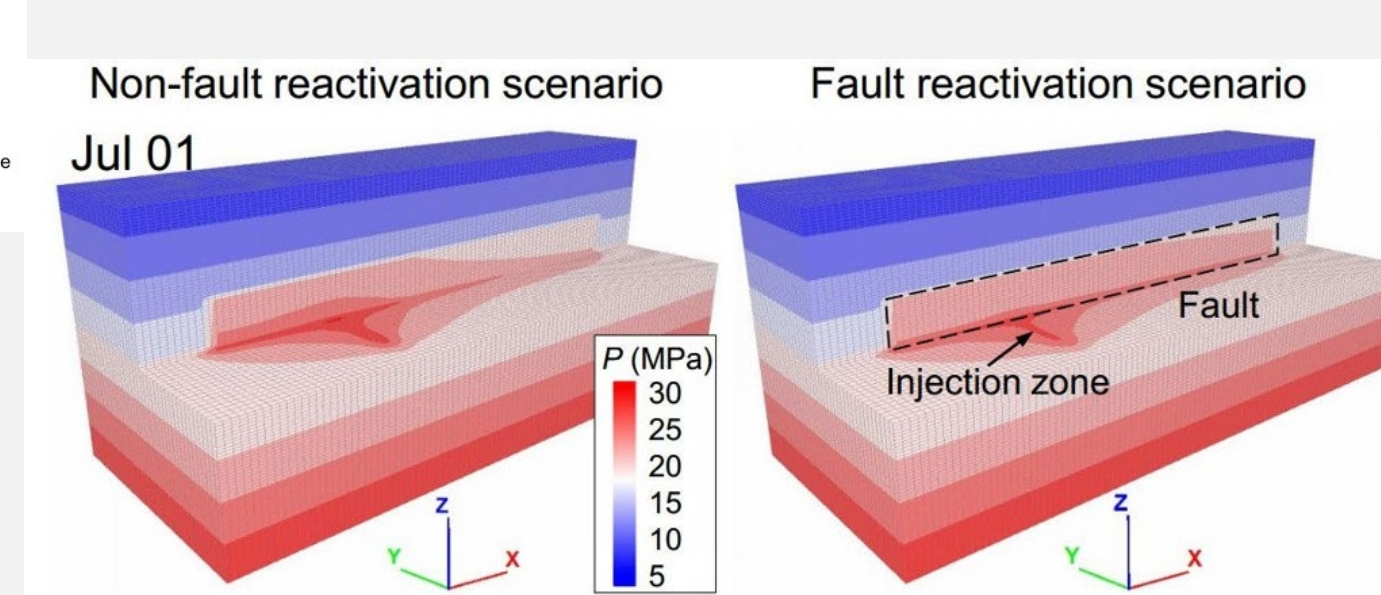 e
Non-fault reactivation scenario
Fault reactivation scenario
Jul 01
Fault
Injection zone
P (MPa)
30
25
20
15
10
5
Z
Y
X
Z
Y
X